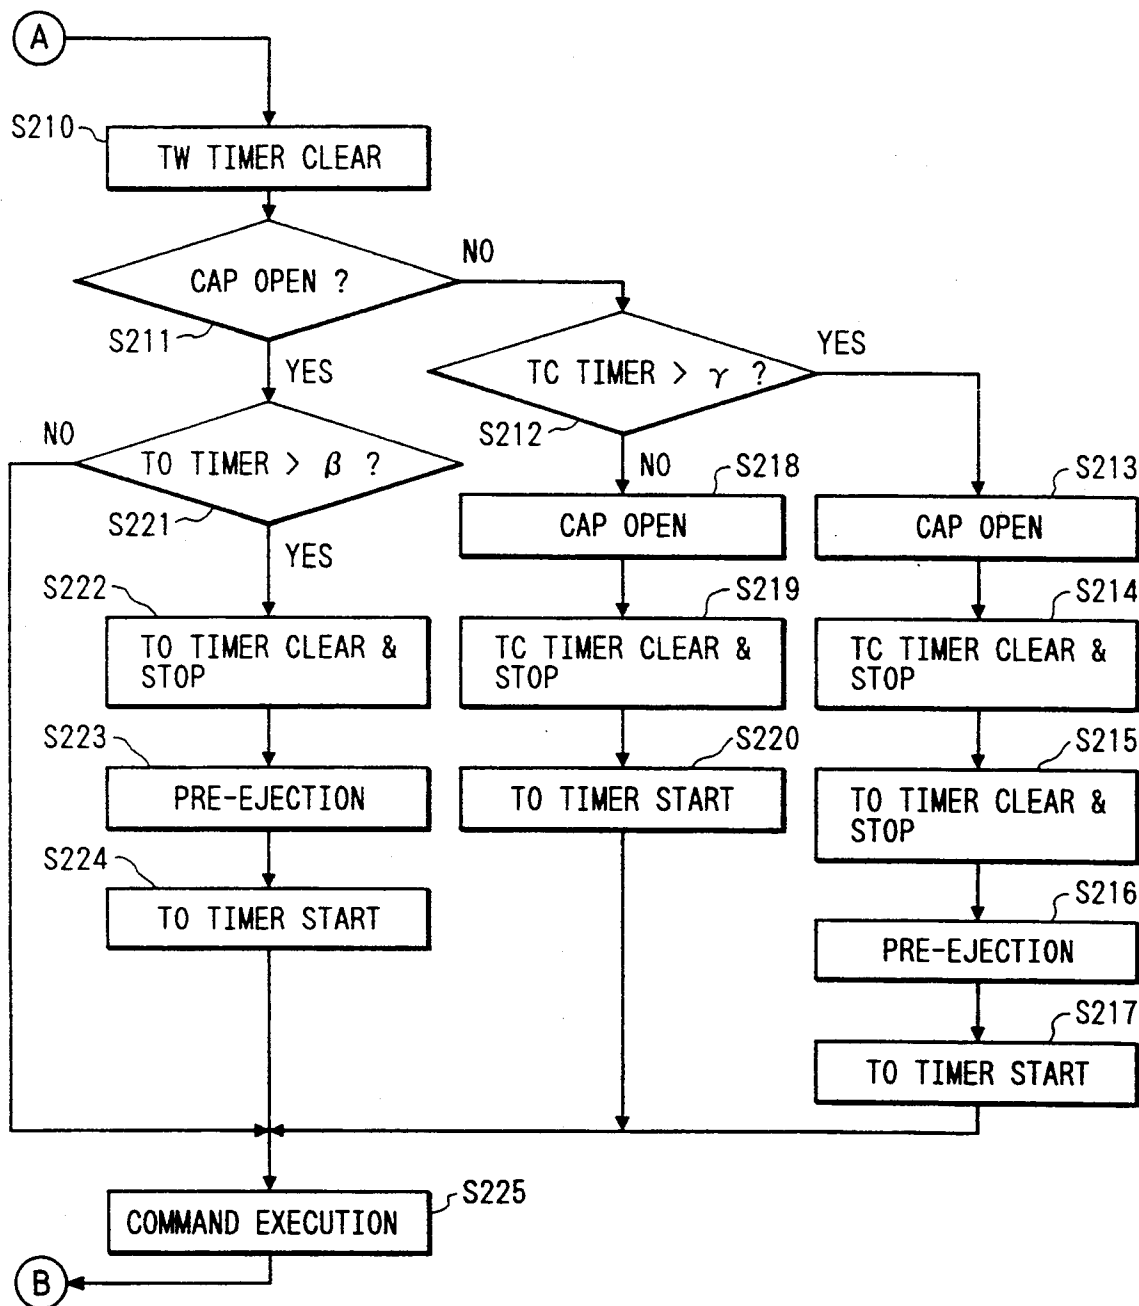 A
S210
TW TIMER CLEAR
CAP OPEN ?
NO
S211
YES
TC TIMER > γ ?
YES
S212
NO
NO
TO TIMER > β ?
S221
YES
S218
CAP OPEN
S213
CAP OPEN
S222
TO TIMER CLEAR &
STOP
S219
TC TIMER CLEAR &
STOP
S214
TC TIMER CLEAR &
STOP
S223
PRE-EJECTION
S220
TO TIMER START
S215
TO TIMER CLEAR &
STOP
S224
TO TIMER START
S216
PRE-EJECTION
S217
TO TIMER START
S225
COMMAND EXECUTION
B